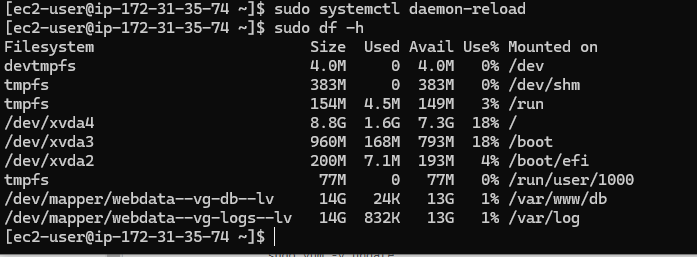 [ec2-user@ip-172-31-35-74 ~]$ sudo systemctl daemon-reload
[ec2-user@ip-172-31-35-74 ~]$ sudo df -h
Filesystem                      Size  Used Avail Use% Mounted on
devtmpfs                        4.0M     0  4.0M   0% /dev
tmpfs                           383M     0  383M   0% /dev/shm
tmpfs                           154M  4.5M  149M   3% /run
/dev/xvda4                      8.8G  1.6G  7.3G  18% /
/dev/xvda3                      960M  168M  793M  18% /boot
/dev/xvda2                      200M  7.1M  193M   4% /boot/efi
tmpfs                            77M     0   77M   0% /run/user/1000
/dev/mapper/webdata--vg-db--lv   14G   24K   13G   1% /var/www/db
/dev/mapper/webdata--vg-logs--lv   14G  832K   13G   1% /var/log
[ec2-user@ip-172-31-35-74 ~]$